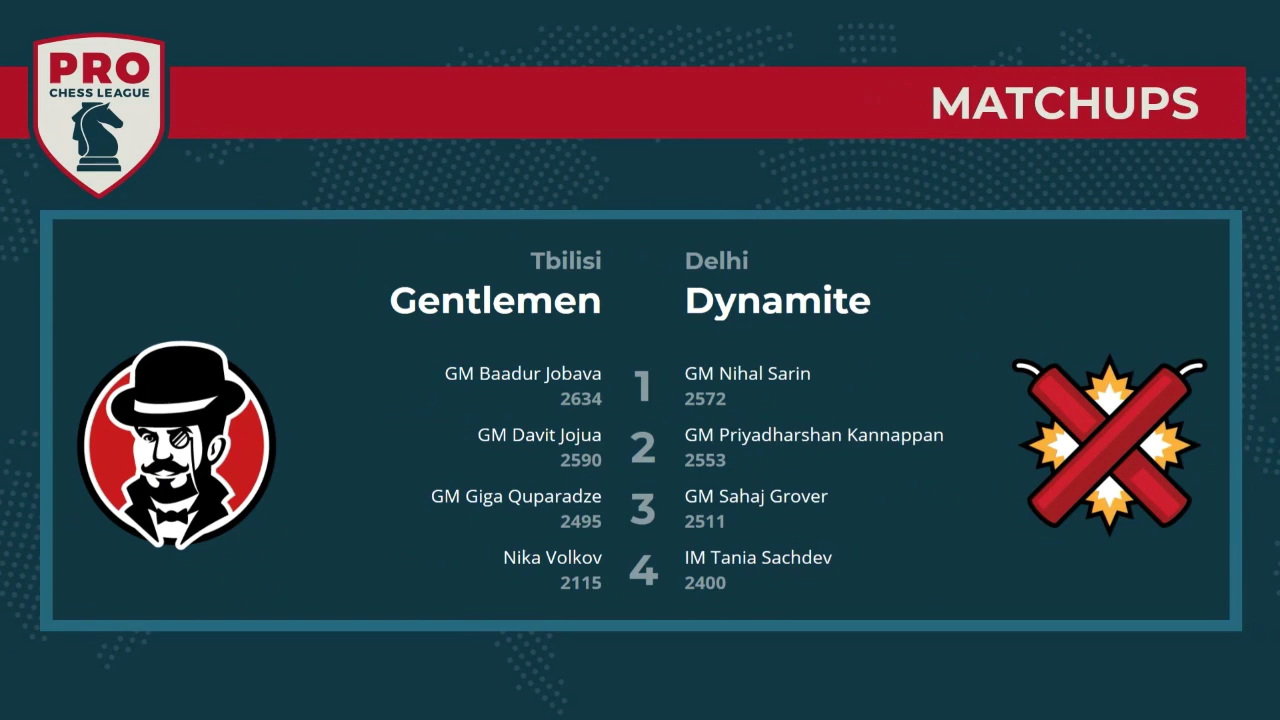 PRO
CHESS LEAGUE
MATCHUPS
Tbilisi
Gentlemen
Delhi
Dynamite
GM Baadur Jobava
2634
1
GM Nihal Sarin
2572
GM Davit Jojua
2590
2
GM Priyadharshan Kannappan
2553
GM Giga Quparadze
2495
3
GM Sahaj Grover
2511
Nika Volkov
2115
4
IM Tania Sachdev
2400